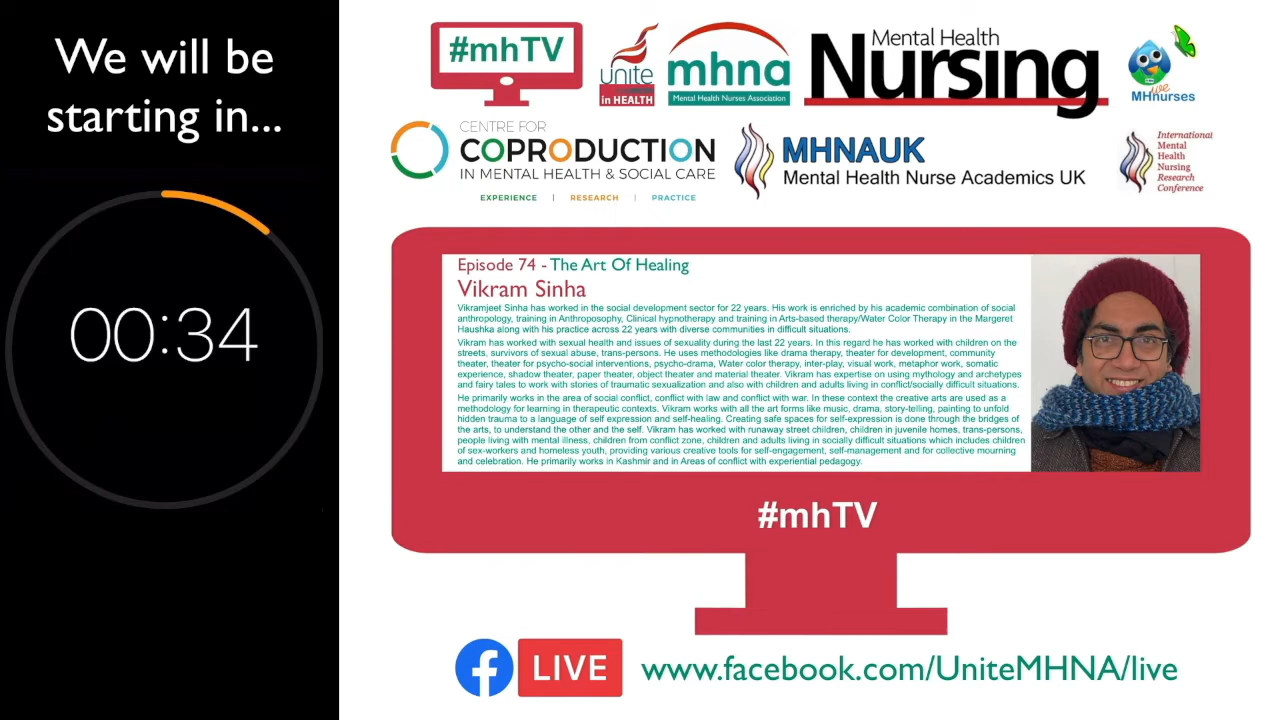 We will be
starting in...
00:34
#mhTV
unite
in HEALTH
mhna
Mental Health Nurses Association
Mental Health
Nursing
we
MHnurses
CENTRE FOR
COPRODUCTION
IN MENTAL HEALTH & SOCIAL CARE
EXPERIENCE | RESEARCH | PRACTICE
MHNAUK
Mental Health Nurse Academics UK
International
Mental
Health
Nursing
Research
Conference
Episode 74 - The Art Of Healing
Vikram Sinha
Vikramjeet Sinha has worked in the social development sector for 22 years. His work is enriched by his academic combination of social
anthropology, training in Anthroposophy, Clinical hypnotherapy and training in Arts-based therapy/Water Color Therapy in the Margeret
Haushka along with his practice across 22 years with diverse communities in difficult situations.
Vikram has worked with sexual health and issues of sexuality during the last 22 years. In this regard he has worked with children on the
streets, survivors of sexual abuse, trans-persons. He uses methodologies like drama therapy, theater for development, community
theater, theater for psycho-social interventions, psycho-drama, Water color therapy, inter-play, visual work, metaphor work, somatic
experience, shadow theater, paper theater, object theater and material theater. Vikram has expertise on using mythology and archetypes
and fairy tales to work with stories of traumatic sexualization and also with children and adults living in conflict/socially difficult situations.
He primarily works in the area of social conflict, conflict with law and conflict with war. In these context the creative arts are used as a
methodology for learning in therapeutic contexts. Vikram works with all the art forms like music, drama, story-telling, painting to unfold
hidden trauma to a language of self expression and self-healing. Creating safe spaces for self-expression is done through the bridges of
the arts, to understand the other and the self. Vikram has worked with runaway street children, children in juvenile homes, trans-persons,
people living with mental illness, children from conflict zone, children and adults living in socially difficult situations which includes children
of sex-workers and homeless youth, providing various creative tools for self-engagement, self-management and for collective mourning
and celebration. He primarily works in Kashmir and in Areas of conflict with experiential pedagogy.
#mhTV
LIVE www.facebook.com/UniteMHNA/live